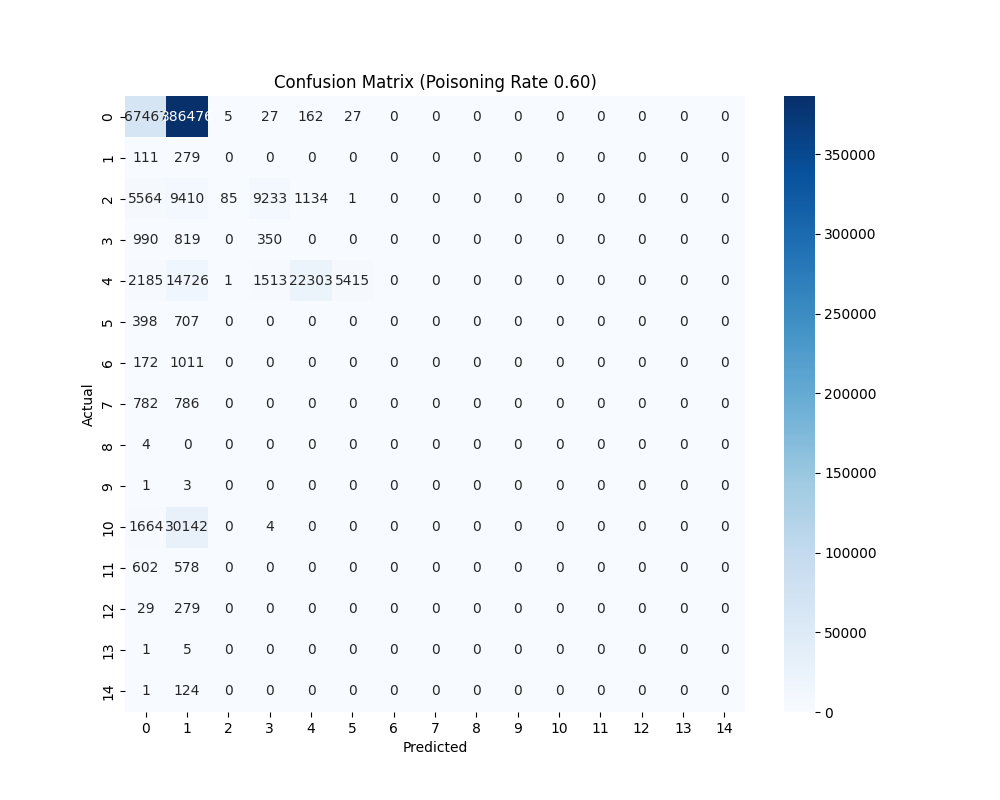 Confusion Matrix (Poisoning Rate 0.60)
0 67467 386476 5 27 162 27 0 0 0 0 0 0 0 0 0
1 111 279 0 0 0 0 0 0 0 0 0 0 0 0 0
2 5564 9410 85 9233 1134 1 0 0 0 0 0 0 0 0 0
3 990 819 0 350 0 0 0 0 0 0 0 0 0 0 0
4 2185 14726 1 1513 22303 5415 0 0 0 0 0 0 0 0 0
5 398 707 0 0 0 0 0 0 0 0 0 0 0 0 0
6 172 1011 0 0 0 0 0 0 0 0 0 0 0 0 0
7 782 786 0 0 0 0 0 0 0 0 0 0 0 0 0
8 4 0 0 0 0 0 0 0 0 0 0 0 0 0 0
9 1 3 0 0 0 0 0 0 0 0 0 0 0 0 0
10 1664 30142 0 4 0 0 0 0 0 0 0 0 0 0 0
11 602 578 0 0 0 0 0 0 0 0 0 0 0 0 0
12 29 279 0 0 0 0 0 0 0 0 0 0 0 0 0
13 1 5 0 0 0 0 0 0 0 0 0 0 0 0 0
14 1 124 0 0 0 0 0 0 0 0 0 0 0 0 0
0 1 2 3 4 5 6 7 8 9 10 11 12 13 14
Predicted
Actual
350000
300000
250000
200000
150000
100000
50000
0